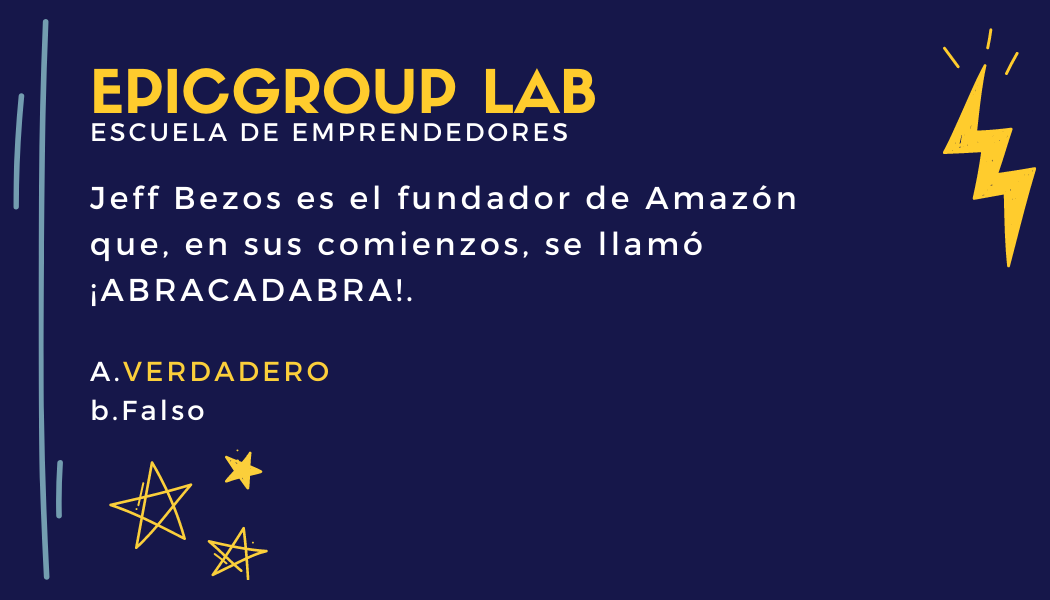 EPICGROUP LAB
ESCUELA DE EMPRENDEDORES
Jeff Bezos es el fundador de Amazón
que, en sus comienzos, se llamó
¡ABRACADABRA!.
A.VERDADERO
b.Falso